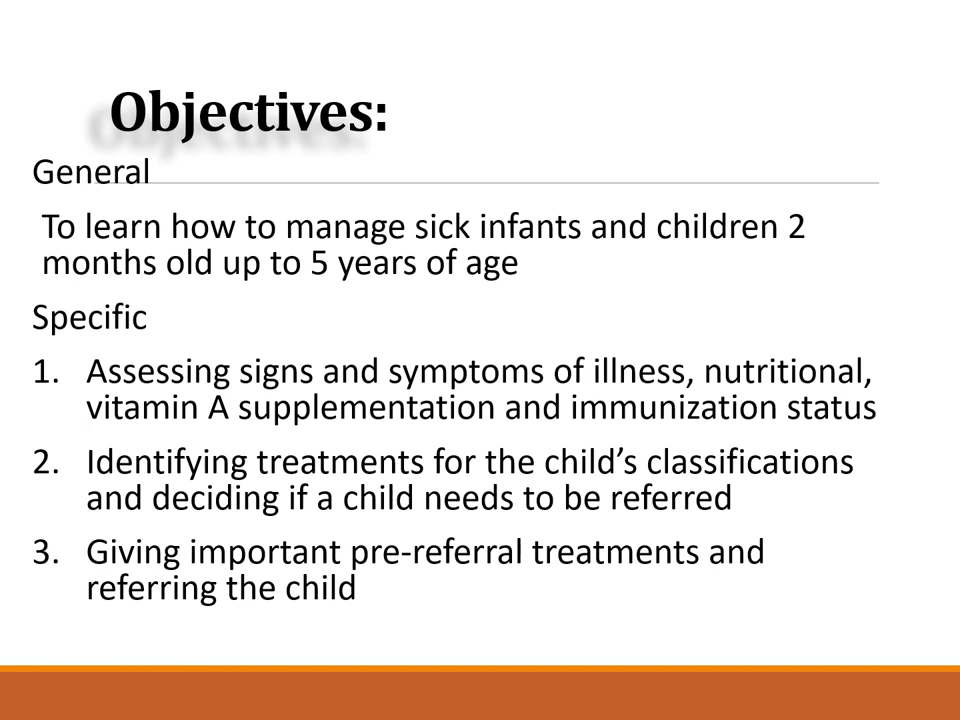 Objectives:
General
To learn how to manage sick infants and children 2
months old up to 5 years of age
Specific
1. Assessing signs and symptoms of illness, nutritional,
vitamin A supplementation and immunization status
2. Identifying treatments for the child’s classifications
and deciding if a child needs to be referred
3. Giving important pre-referral treatments and
referring the child